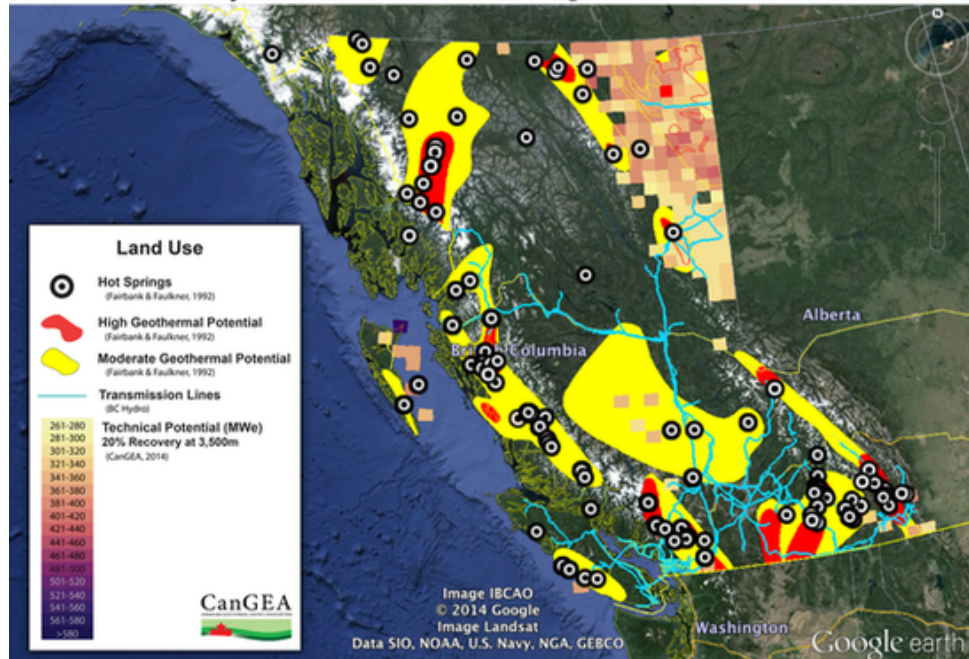 Land Use
Hot Springs
(Fairbank & Faulkner, 1992)
High Geothermal Potential
(Fairbank & Faulkner, 1992)
Moderate Geothermal Potential
(Fairbank & Faulkner, 1992)
Transmission Lines
(BC Hydro)
Technical Potential (MWe)
20% Recovery at 3,500m
(CanGEA, 2014)
261-280
281-300
301-320
321-340
341-360
361-380
381-400
401-420
421-440
441-460
461-480
481-500
501-520
521-540
541-560
561-580
>580
CanGEA
Columbia
Alberta
Washington
Image IBCAO
© 2014 Google
Image Landsat
Data SIO, NOAA, U.S. Navy, NGA, GEBCO
Google earth